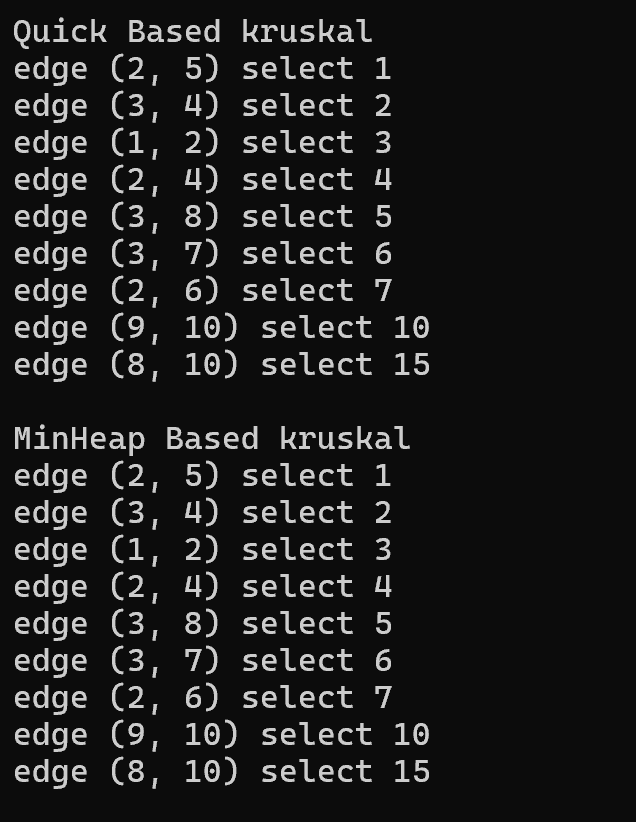 Quick Based kruskal
edge (2, 5) select 1
edge (3, 4) select 2
edge (1, 2) select 3
edge (2, 4) select 4
edge (3, 8) select 5
edge (3, 7) select 6
edge (2, 6) select 7
edge (9, 10) select 10
edge (8, 10) select 15

MinHeap Based kruskal
edge (2, 5) select 1
edge (3, 4) select 2
edge (1, 2) select 3
edge (2, 4) select 4
edge (3, 8) select 5
edge (3, 7) select 6
edge (2, 6) select 7
edge (9, 10) select 10
edge (8, 10) select 15